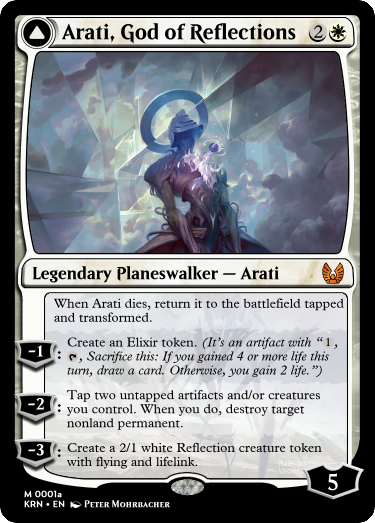 Arati, God of Reflections 2
Legendary Planeswalker — Arati
When Arati dies, return it to the battlefield tapped
and transformed.
-1: Create an Elixir token. (It's an artifact with “1,
, Sacrifice this: If you gained 4 or more life this
turn, draw a card. Otherwise, you gain 2 life.”)
-2: Tap two untapped artifacts and/or creatures
you control. When you do, destroy target
nonland permanent.
-3: Create a 2/1 white Reflection creature token
with flying and lifelink.
5
M 0001a
KRN • EN Peter Mohrbacher